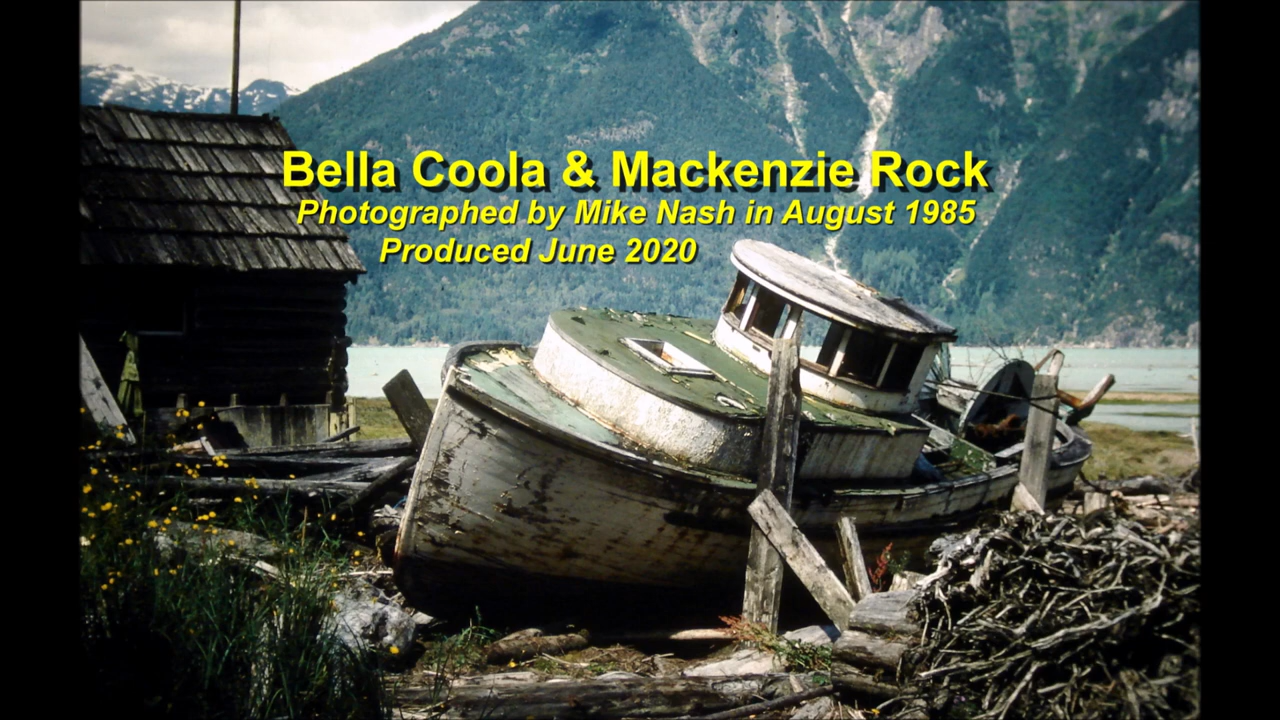 Bella Coola & Mackenzie Rock
Photographed by Mike Nash in August 1985
Produced June 2020